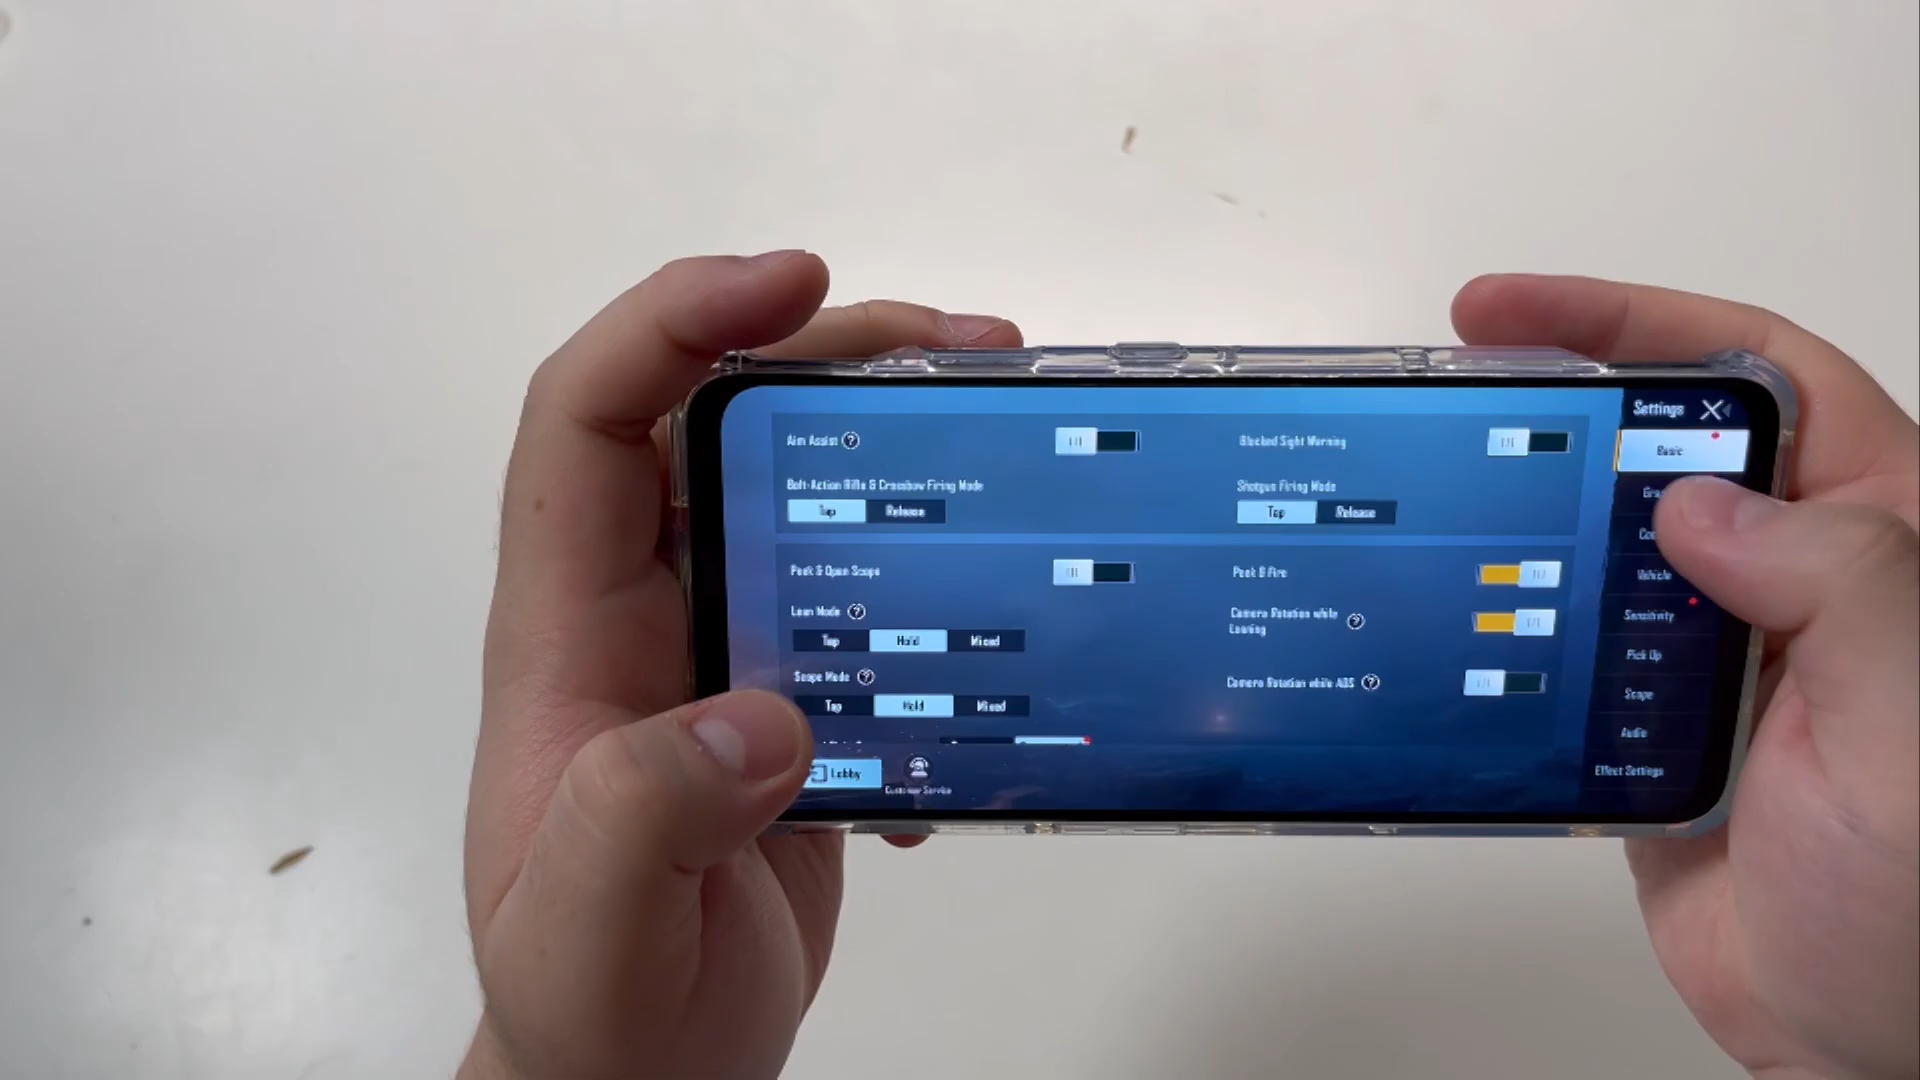 Settings
Aim Assist
Blocked Sight Warning
Basic
Bolt-Action Rifle & Crossbow Firing Mode
Shotgun Firing Mode
Tap Release
Tap Release
Peek & Open Scope
Peek & Fire
Vehicle
Lean Mode
Camera Rotation while
Leaning
Sensitivity
Tap Hold Mixed
Pick Up
Scope Mode
Camera Rotation while ADS
Scope
Tap Hold Mixed
Audio
Lobby
Customer Service
Effect Settings